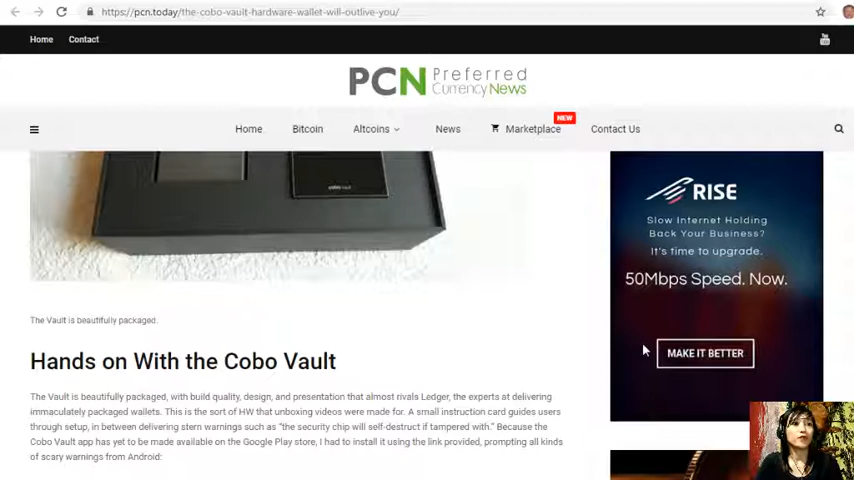 https://pcn.today/the-cobo-vault-hardware-wallet-will-outlive-you/
Home Contact
You
PCN Preferred
Currency News
NEW
Home Bitcoin Altcoins News Marketplace Contact Us
cobo vault
RISE
Slow Internet Holding
Back Your Business?
It's time to upgrade.
50Mbps Speed. Now.
MAKE IT BETTER
The Vault is beautifully packaged.
Hands on With the Cobo Vault
The Vault is beautifully packaged, with build quality, design, and presentation that almost rivals Ledger, the experts at delivering
immaculately packaged wallets. This is the sort of HW that unboxing videos were made for. A small instruction card guides users
through setup, in between delivering stern warnings such as “the security chip will self-destruct if tampered with.” Because the
Cobo Vault app has yet to be made available on the Google Play store, I had to install it using the link provided, prompting all kinds
of scary warnings from Android: